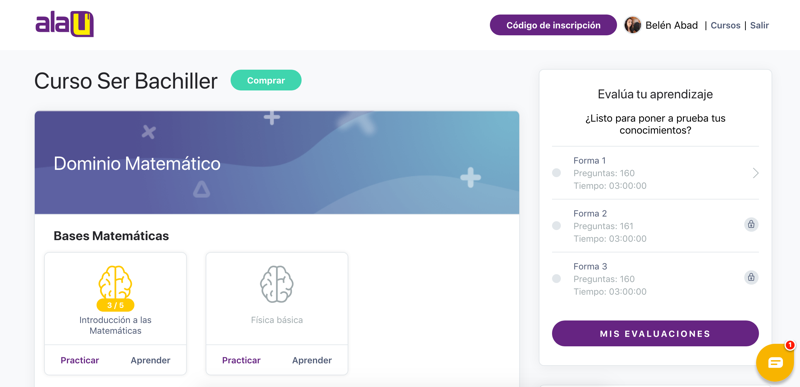 alaU
Código de inscripción
Belén Abad | Cursos | Salir
Curso Ser Bachiller
Comprar
Dominio Matemático
Bases Matemáticas
3 / 5
Introducción a las
Matemáticas
Practicar Aprender
Física básica
Practicar Aprender
Evalúa tu aprendizaje
¿Listo para poner a prueba tus
conocimientos?
Forma 1
Preguntas: 160
Tiempo: 03:00:00
Forma 2
Preguntas: 161
Tiempo: 03:00:00
Forma 3
Preguntas: 160
Tiempo: 03:00:00
MIS EVALUACIONES
1